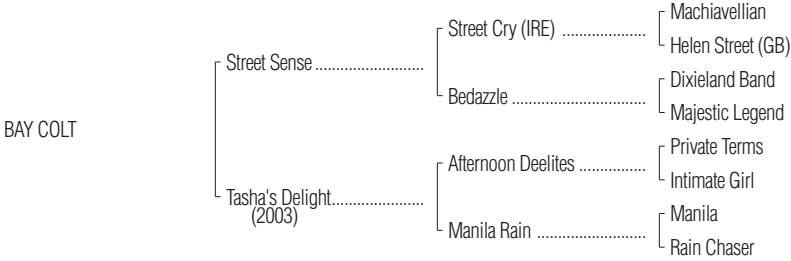 Machiavellian
Street Cry (IRE) ....................
Helen Street (GB)
Street Sense ..........................
Dixieland Band
Bedazzle ................................
Majestic Legend
BAY COLT
Private Terms
Afternoon Deelites ................
Intimate Girl
Tasha's Delight......................
(2003)
Manila
Manila Rain ..........................
Rain Chaser